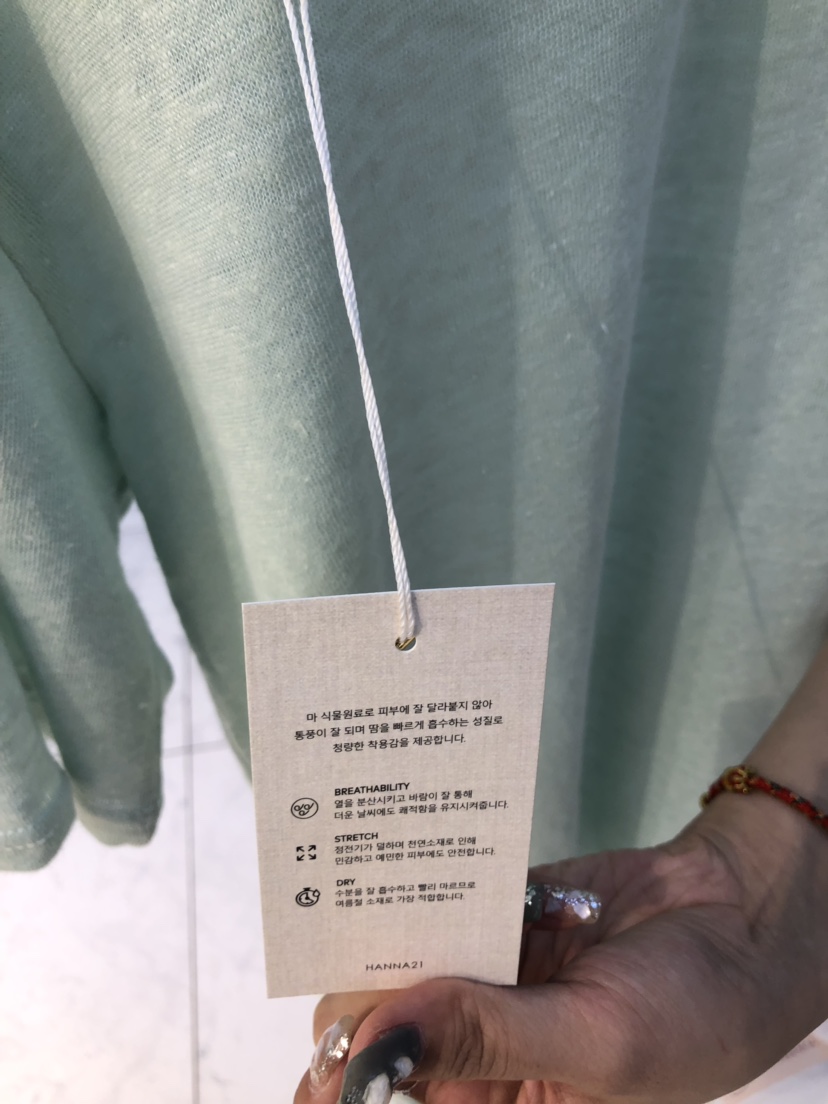 마 식물원료로 피부에 잘 달라붙지 않아
통풍이 잘 되며 땀을 빠르게 흡수하는 성질로
청량한 착용감을 제공합니다.
BREATHABILITY
열을 분산시키고 바람이 잘 통해
더운 날씨에도 쾌적함을 유지시켜줍니다.
STRETCH
정전기가 덜하며 천연소재로 인해
민감하고 예민한 피부에도 안전합니다.
DRY
수분을 잘 흡수하고 빨리 마르므로
여름철 소재로 가장 적합합니다.
HANNA21